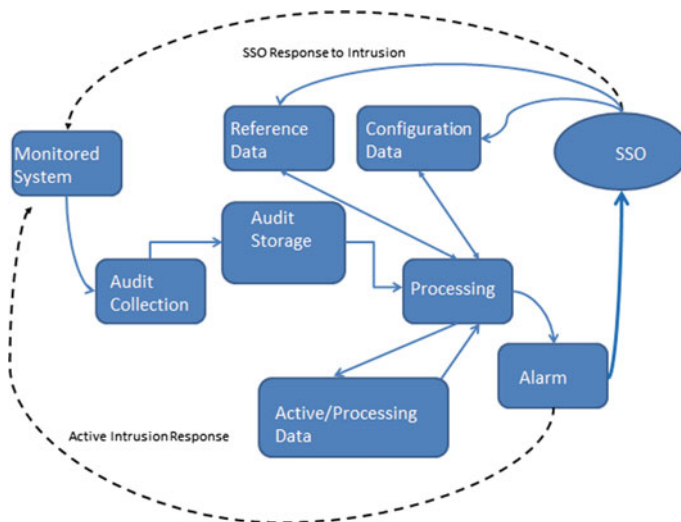 SSO Response to Intrusion
Reference
Data
Configuration
Data
SSO
Monitored
System
Audit
Storage
Audit
Collection
Processing
Alarm
Active/Processing
Data
Active Intrusion Response